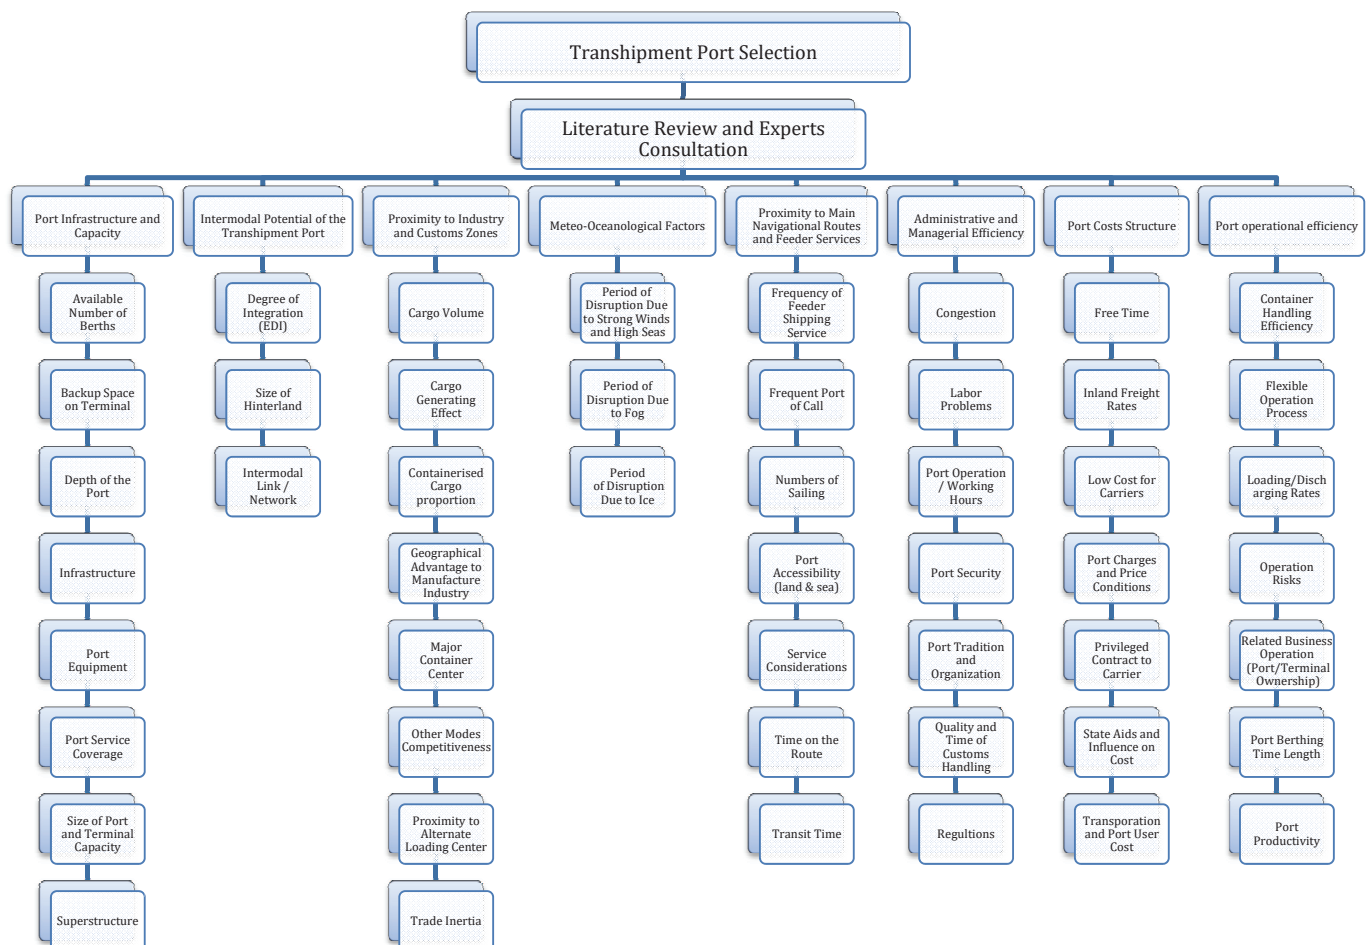 Transhipment Port Selection
Literature Review and Experts
Consultation
Port Infrastructure and
Capacity
Available
Number of
Berths
Backup Space
on Terminal
Depth of the
Port
Infrastructure
Port
Equipment
Port Service
Coverage
Size of Port
and Terminal
Capacity
Superstructure
Intermodal Potential of the
Transhipment Port
Degree of
Integration
(EDI)
Size of
Hinterland
Intermodal
Link /
Network
Proximity to Industry
and Customs Zones
Cargo Volume
Cargo
Generating
Effect
Containerised
Cargo
proportion
Geographical
Advantage to
Manufacture
Industry
Major
Container
Center
Other Modes
Competitiveness
Proximity to
Alternate
Loading Center
Trade Inertia
Meteo-Oceanological Factors
Period of
Disruption Due
to Strong Winds
and High Seas
Period of
Disruption Due
to Fog
Period
of Disruption
Due to Ice
Proximity to Main
Navigational Routes
and Feeder Services
Frequency of
Feeder
Shipping
Service
Frequent Port
of Call
Numbers of
Sailing
Port
Accessibility
(land & sea)
Service
Considerations
Time on the
Route
Transit Time
Administrative and
Managerial Efficiency
Congestion
Labor
Problems
Port Operation
/ Working
Hours
Port Security
Port Tradition
and
Organization
Quality and
Time of
Customs
Handling
Regultions
Port Costs Structure
Free Time
Inland Freight
Rates
Low Cost for
Carriers
Port Charges
and Price
Conditions
Privileged
Contract to
Carrier
State Aids and
Influence on
Cost
Transporation
and Port User
Cost
Port operational efficiency
Container
Handling
Efficiency
Flexible
Operation
Process
Loading/Disch
arging Rates
Operation
Risks
Related Business
Operation
(Port/Terminal
Ownership)
Port Berthing
Time Length
Port
Productivity